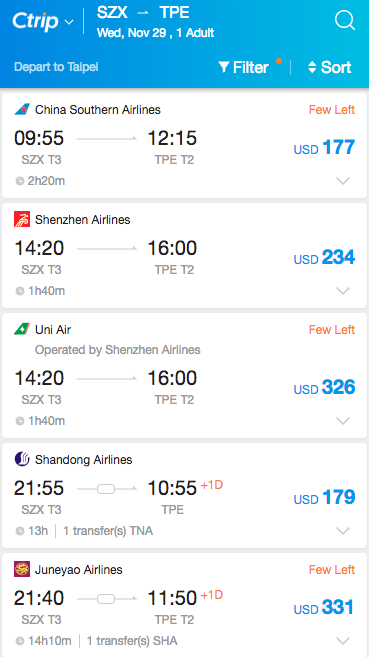 Ctrip
SZX → TPE
Wed, Nov 29 , 1 Adult
Depart to Taipei
Filter
Sort
China Southern Airlines
Few Left
09:55
12:15
USD 177
SZX T3
TPE T2
2h20m
Shenzhen Airlines
14:20
16:00
USD 234
SZX T3
TPE T2
1h40m
Uni Air
Few Left
Operated by Shenzhen Airlines
14:20
16:00
USD 326
SZX T3
TPE T2
1h40m
Shandong Airlines
21:55
10:55 +1D
USD 179
SZX T3
TPE
13h | 1 transfer(s) TNA
Juneyao Airlines
Few Left
21:40
11:50 +1D
USD 331
SZX T3
TPE T2
14h10m | 1 transfer(s) SHA